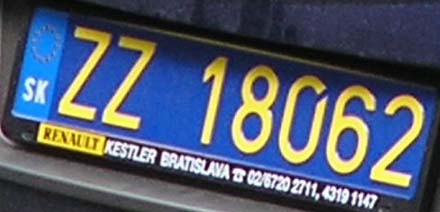 SK ZZ 18062
RENAULT KESTLER BRATISLAVA ☎ 02/6720 2711, 4319 1147